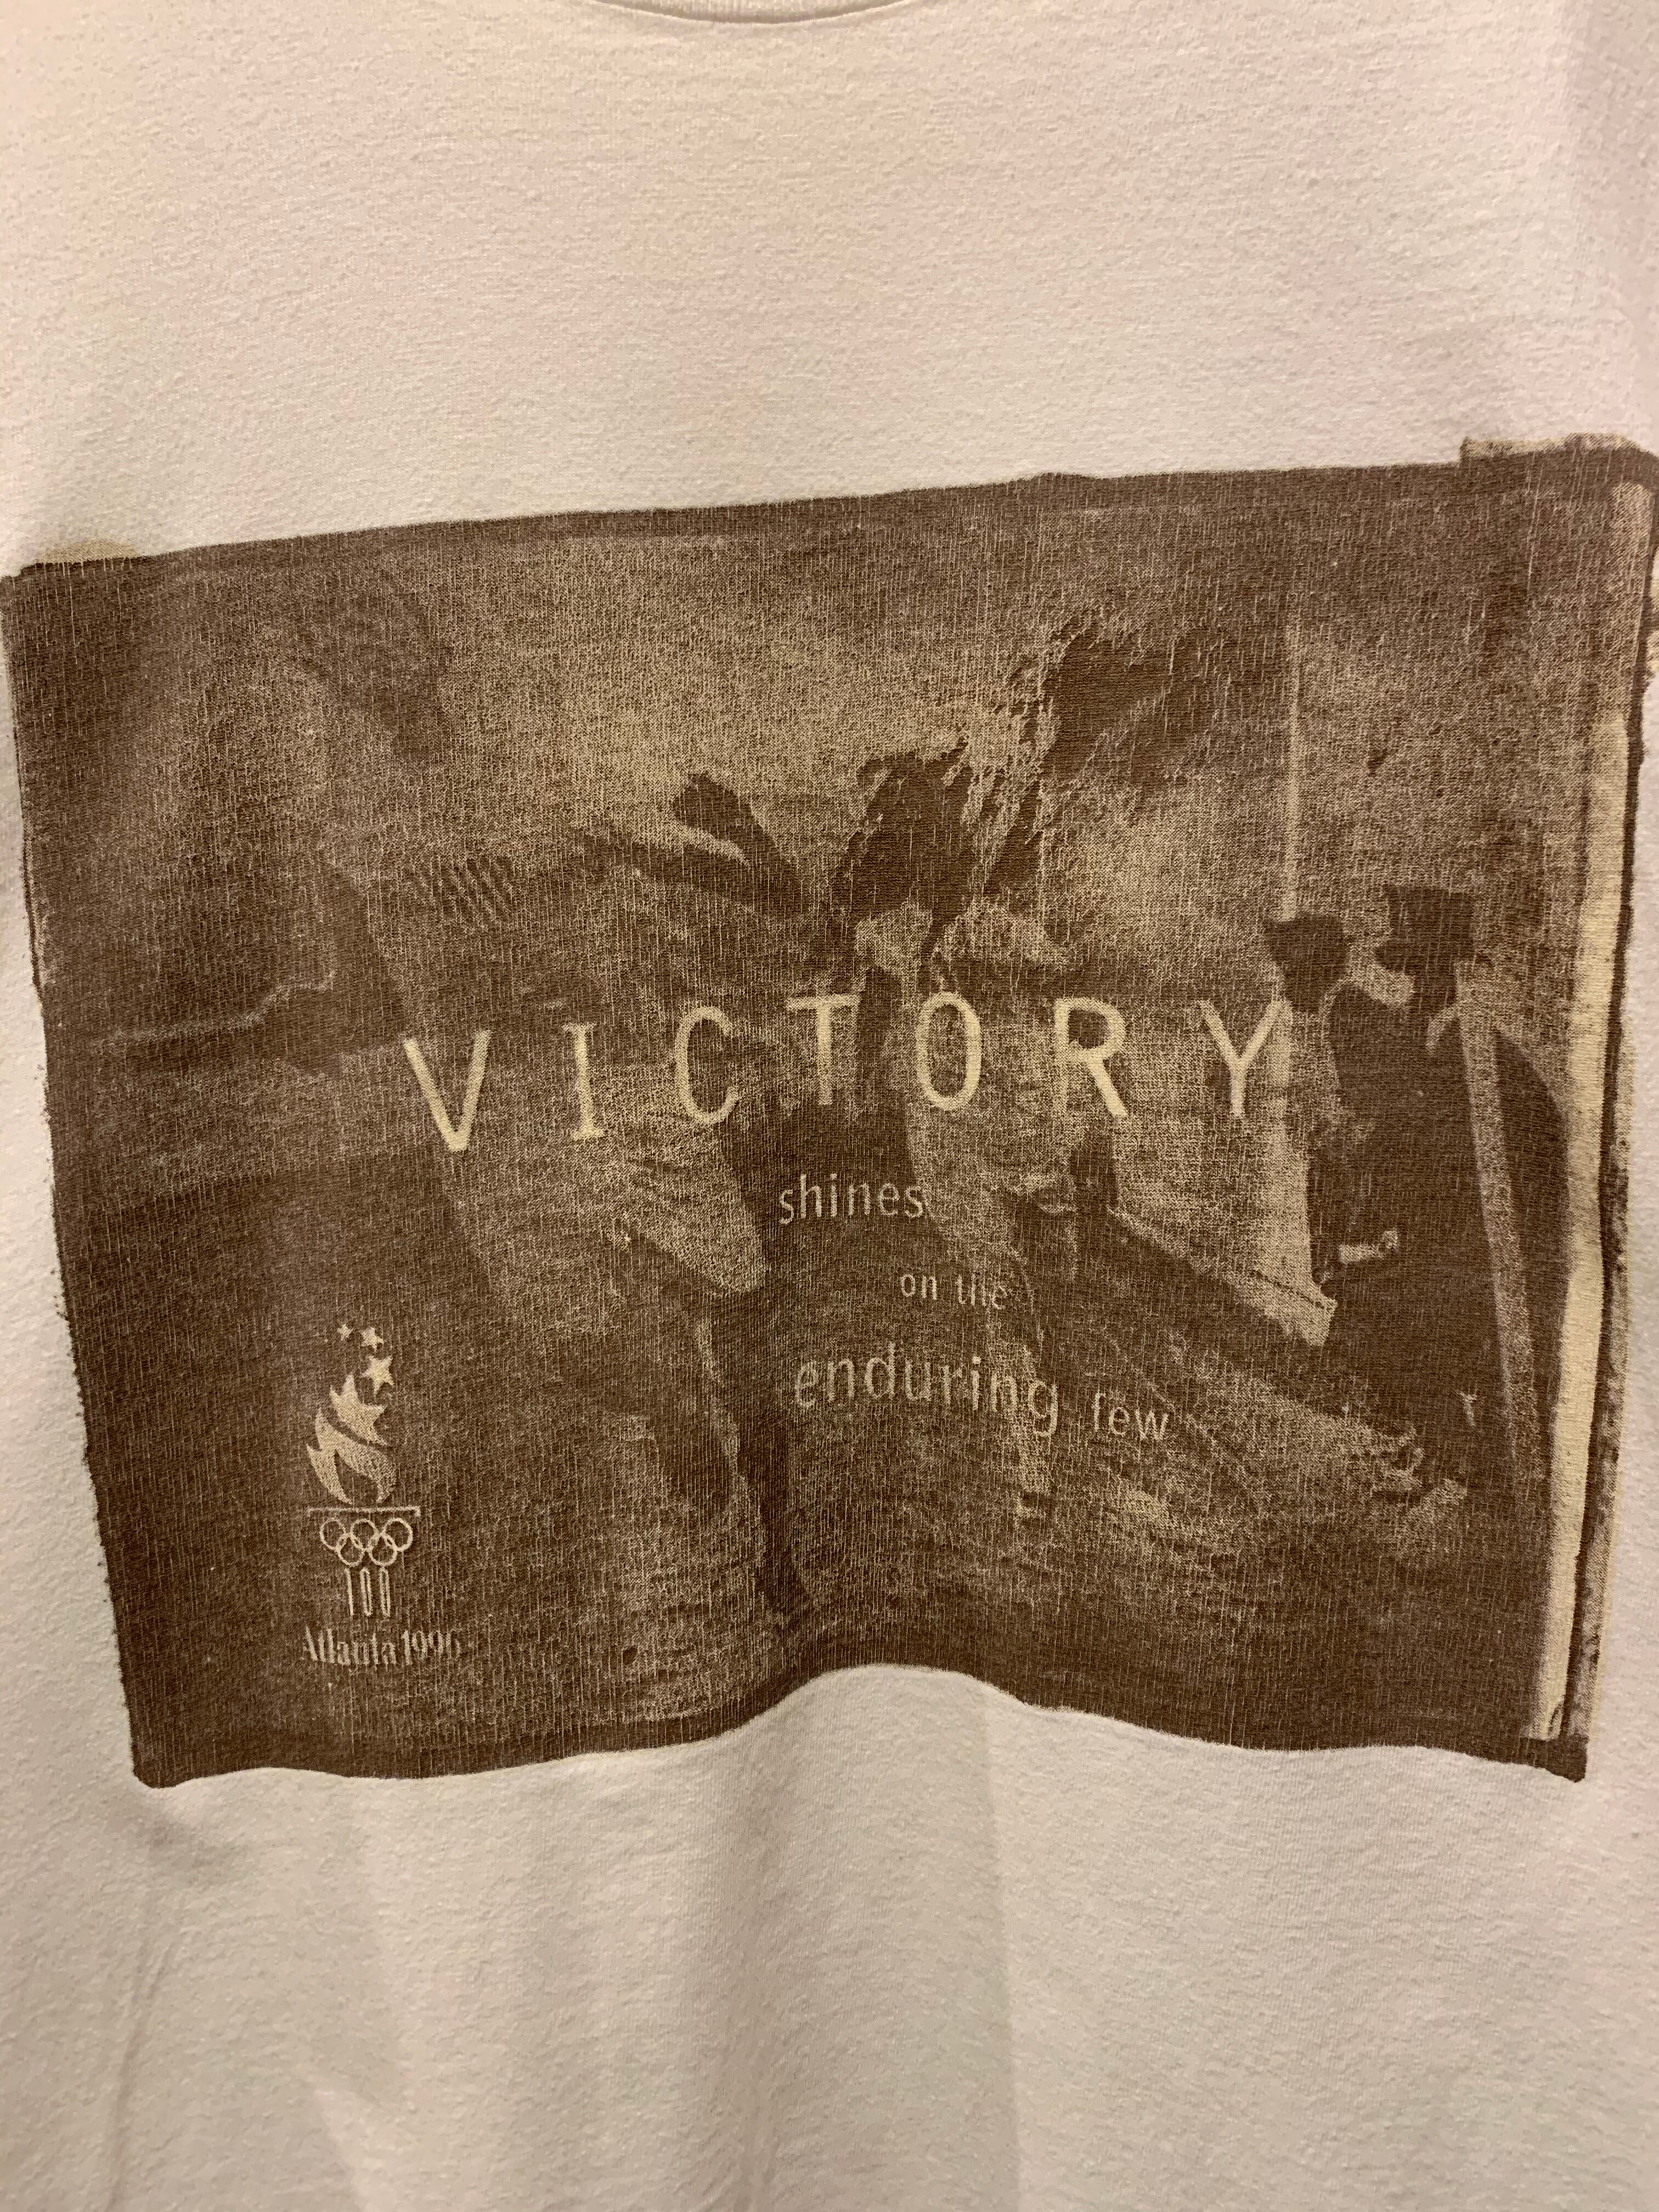 VICTORY
shines
on the
enduring few
100
Atlanta 1996